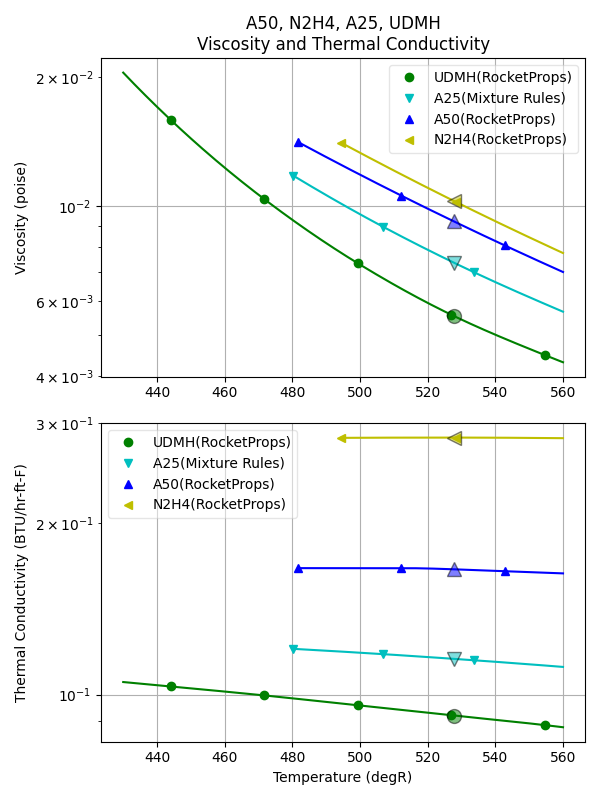 A50, N2H4, A25, UDMH
Viscosity and Thermal Conductivity
UDMH(RocketProps)
A25(Mixture Rules)
A50(RocketProps)
N2H4(RocketProps)
Viscosity (poise)
2 × 10⁻²
10⁻²
6 × 10⁻³
4 × 10⁻³
440 460 480 500 520 540 560
UDMH(RocketProps)
A25(Mixture Rules)
A50(RocketProps)
N2H4(RocketProps)
Thermal Conductivity (BTU/hr-ft-F)
3 × 10⁻¹
2 × 10⁻¹
10⁻¹
440 460 480 500 520 540 560
Temperature (degR)